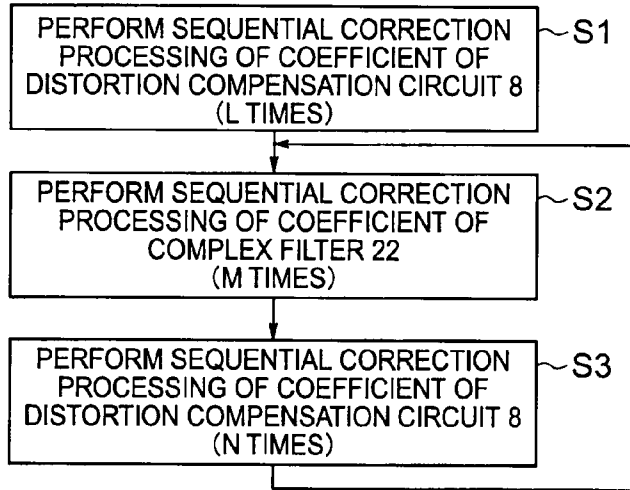 PERFORM SEQUENTIAL CORRECTION
PROCESSING OF COEFFICIENT OF
DISTORTION COMPENSATION CIRCUIT 8
(L TIMES)
S1
PERFORM SEQUENTIAL CORRECTION
PROCESSING OF COEFFICIENT OF
COMPLEX FILTER 22
(M TIMES)
S2
PERFORM SEQUENTIAL CORRECTION
PROCESSING OF COEFFICIENT OF
DISTORTION COMPENSATION CIRCUIT 8
(N TIMES)
S3